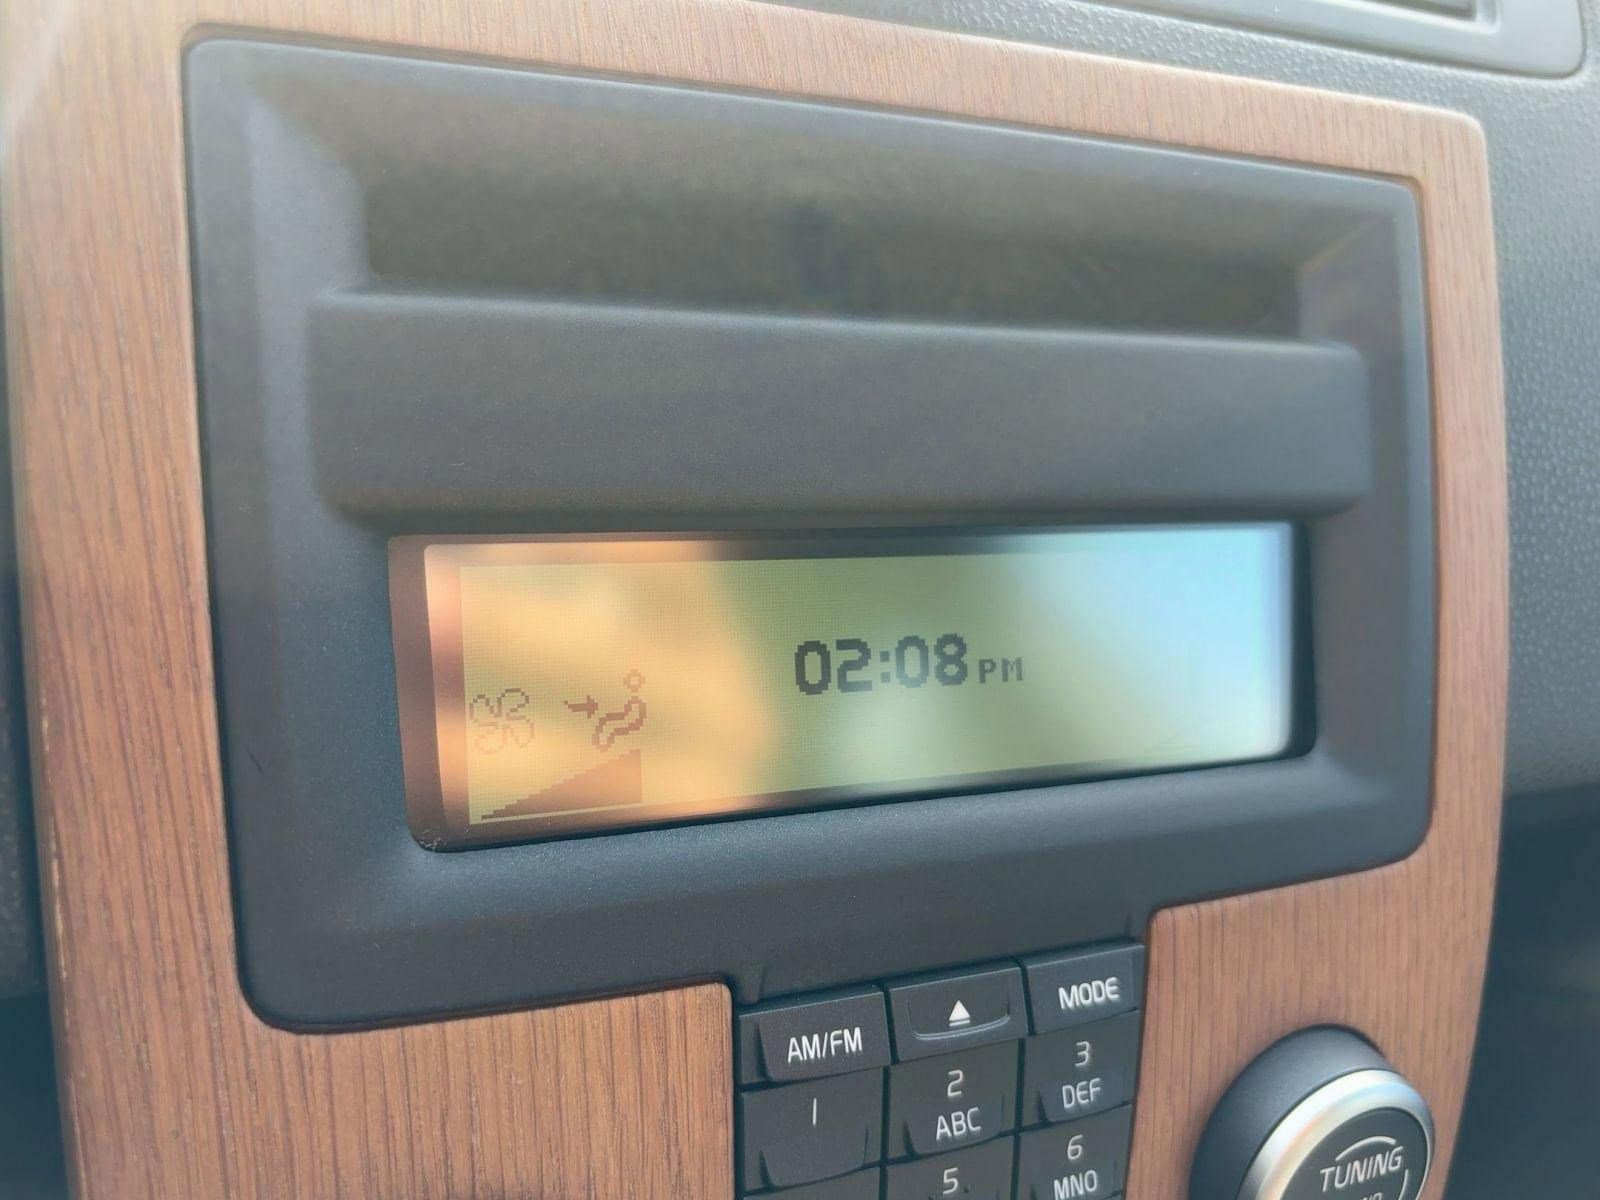 02:08 PM
AM/FM
MODE
1
2
ABC
3
DEF
5
6
MNO
TUNING